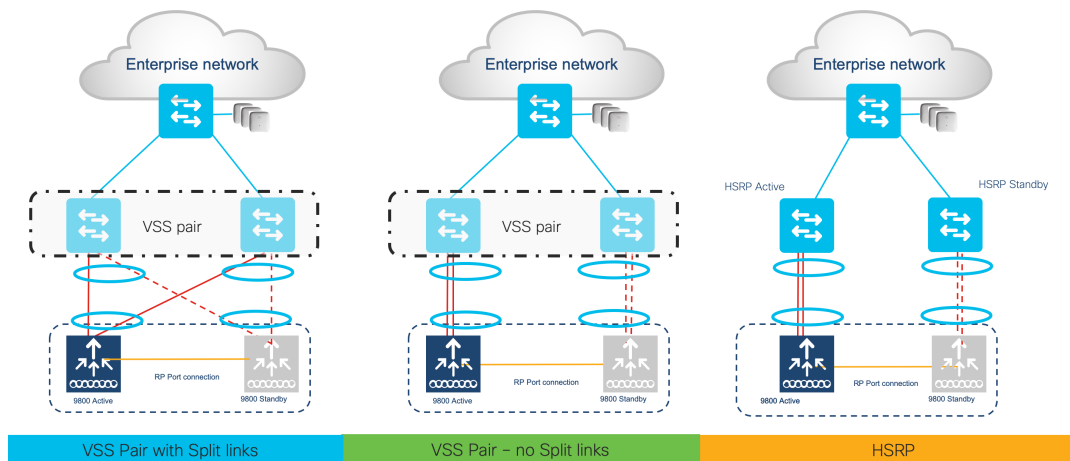 Enterprise network
VSS pair
RP Port connection
9800 Active
9800 Standby
VSS Pair with Split links
Enterprise network
VSS pair
RP Port connection
9800 Active
9800 Standby
VSS Pair – no Split links
Enterprise network
HSRP Active
HSRP Standby
RP Port connection
9800 Active
9800 Standby
HSRP